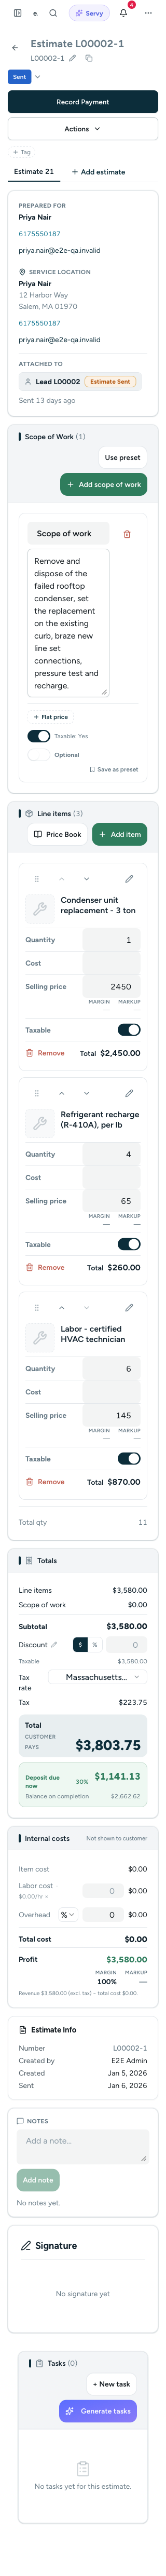 e.
Servy
4
Estimate L00002-1
L00002-1
Sent
Record Payment
Actions
Tag
Estimate 21
Add estimate
PREPARED FOR
Priya Nair
6175550187
priya.nair@e2e-qa.invalid
SERVICE LOCATION
Priya Nair
12 Harbor Way
Salem, MA 01970
6175550187
priya.nair@e2e-qa.invalid
ATTACHED TO
Lead L00002
Estimate Sent
Sent 13 days ago
Scope of Work (1)
Use preset
Add scope of work
Scope of work
Remove and
dispose of the
failed rooftop
condenser, set
the replacement
on the existing
curb, braze new
line set
connections,
pressure test and
recharge.
+ Flat price
Taxable: Yes
Optional
Save as preset
Line items (3)
Price Book
Add item
Condenser unit
replacement - 3 ton
Quantity 1
Cost
Selling price 2450
MARGIN MARKUP
— —
Taxable
Remove Total $2,450.00
Refrigerant recharge
(R-410A), per lb
Quantity 4
Cost
Selling price 65
MARGIN MARKUP
— —
Taxable
Remove Total $260.00
Labor - certified
HVAC technician
Quantity 6
Cost
Selling price 145
MARGIN MARKUP
— —
Taxable
Remove Total $870.00
Total qty 11
Totals
Line items $3,580.00
Scope of work $0.00
Subtotal $3,580.00
Discount $ % 0
Taxable $3,580.00
Tax
rate
Massachusetts...
Tax $223.75
Total
CUSTOMER
PAYS
$3,803.75
Deposit due
now
30% $1,141.13
Balance on completion $2,662.62
Internal costs Not shown to customer
Item cost $0.00
Labor cost ·
$0.00/hr ×
0 $0.00
Overhead % 0 $0.00
Total cost $0.00
Profit $3,580.00
MARGIN MARKUP
100% —
Revenue $3,580.00 (excl. tax) − total cost $0.00.
Estimate Info
Number L00002-1
Created by E2E Admin
Created Jan 5, 2026
Sent Jan 6, 2026
NOTES
Add a note...
Add note
No notes yet.
Signature
No signature yet
Tasks (0)
+ New task
Generate tasks
No tasks yet for this estimate.